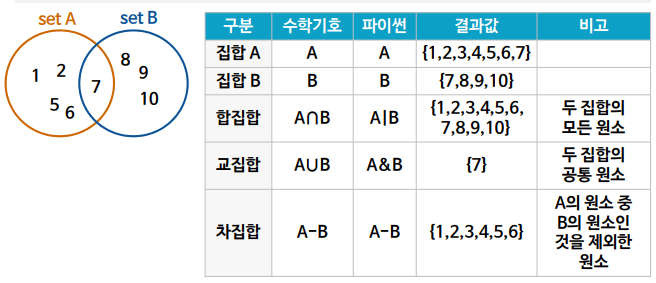 set A
set B
1
2
5
6
7
8
9
10
구분 수학기호 파이썬 결과값 비고
집합 A A A {1,2,3,4,5,6,7}
집합 B B B {7,8,9,10}
합집합 A∩B A|B {1,2,3,4,5,6,
7,8,9,10} 두 집합의
모든 원소
교집합 A∪B A&B {7} 두 집합의
공통 원소
차집합 A-B A-B {1,2,3,4,5,6} A의 원소 중
B의 원소인
것을 제외한
원소